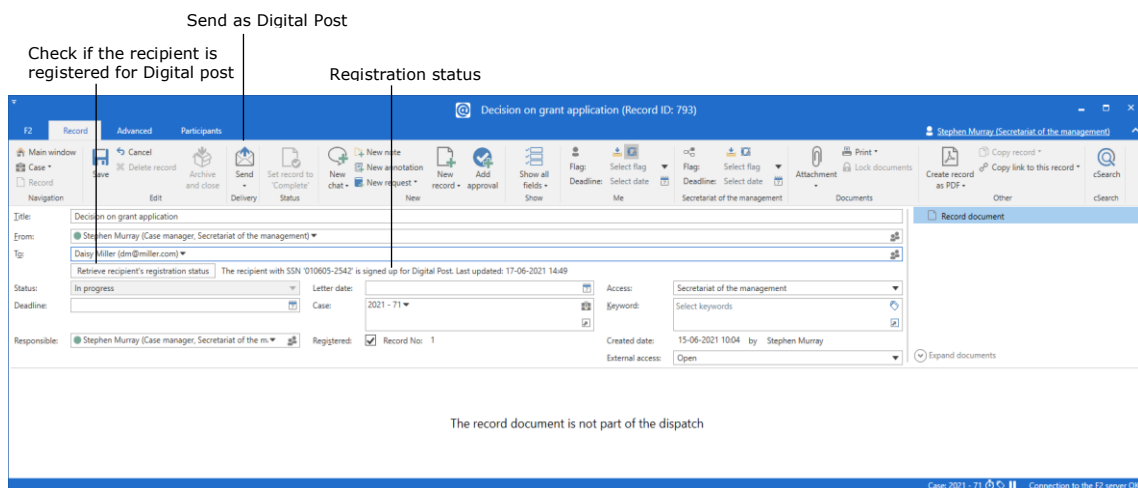 Send as Digital Post
Check if the recipient is
registered for Digital post
Registration status
Decision on grant application (Record ID: 793)
F2 Record Advanced Participants
Stephen Murray (Secretariat of the management)
Main window
Case
Record
Navigation
Save
Cancel
Delete record
Archive
and close
Edit
Send
Delivery
Set record to
'Complete'
Status
New
chat
New note
New annotation
New request
New
record
Add
approval
New
Show all
fields
Show
Flag: Select flag
Deadline: Select date
Me
Flag: Select flag
Deadline: Select date
Secretariat of the management
Attachment
Print
Lock documents
Documents
Create record
as PDF
Copy record
Copy link to this record
Other
cSearch
cSearch
Title: Decision on grant application
From: Stephen Murray (Case manager, Secretariat of the management)
To: Daisy Miller (dm@miller.com)
Retrieve recipient's registration status The recipient with SSN '010605-2542' is signed up for Digital Post. Last updated: 17-06-2021 14:49
Status: In progress Letter date: Access: Secretariat of the management
Deadline: Case: 2021 - 71 Keyword: Select keywords
Responsible: Stephen Murray (Case manager, Secretariat of the m Registered: Record No: 1 Created date: 15-06-2021 10:04 by Stephen Murray
External access: Open
Record document
Expand documents
The record document is not part of the dispatch
Case: 2021 - 71 Connection to the F2 server OK